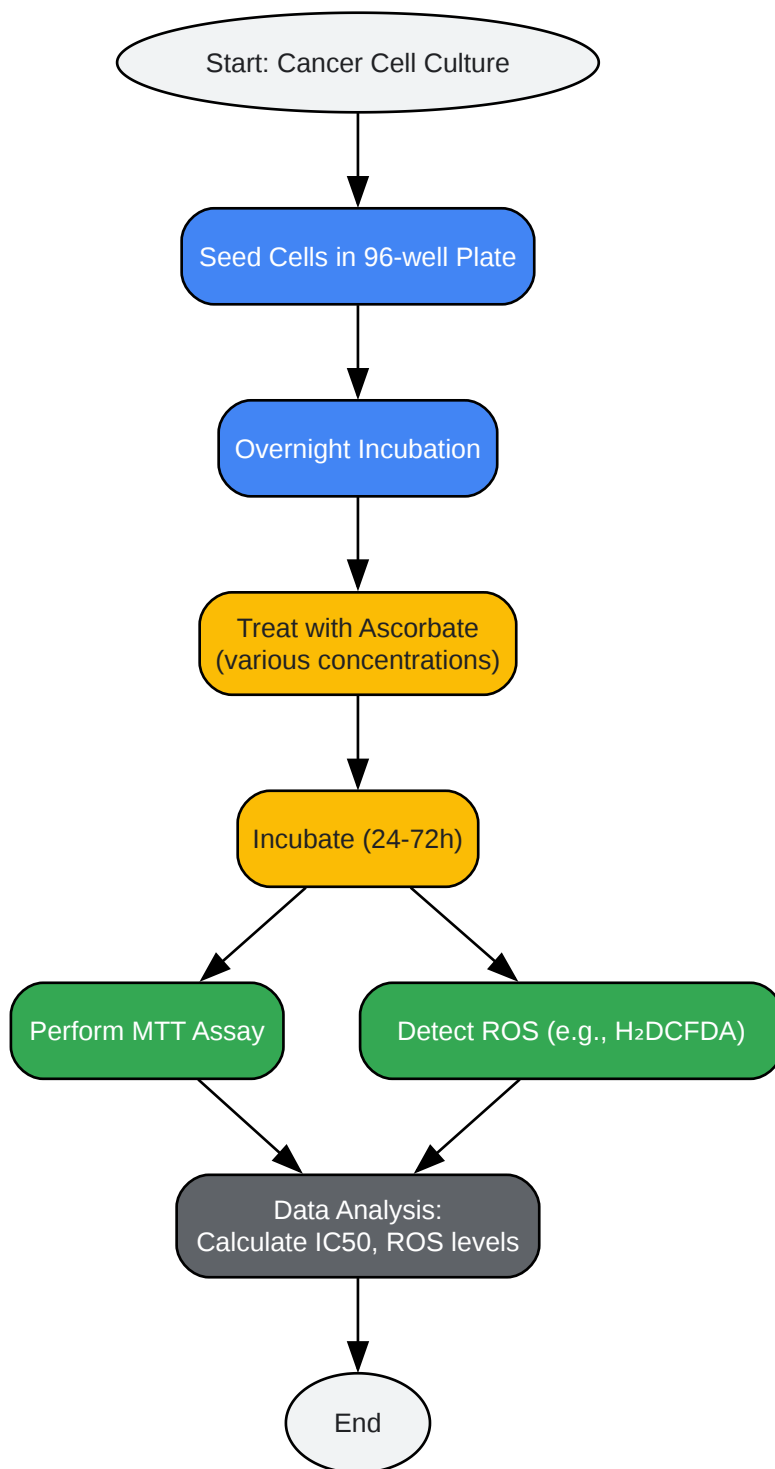 Start: Cancer Cell Culture
Seed Cells in 96-well Plate
Overnight Incubation
Treat with Ascorbate
(various concentrations)
Incubate (24-72h)
Perform MTT Assay
Detect ROS (e.g., H₂DCFDA)
Data Analysis:
Calculate IC50, ROS levels
End